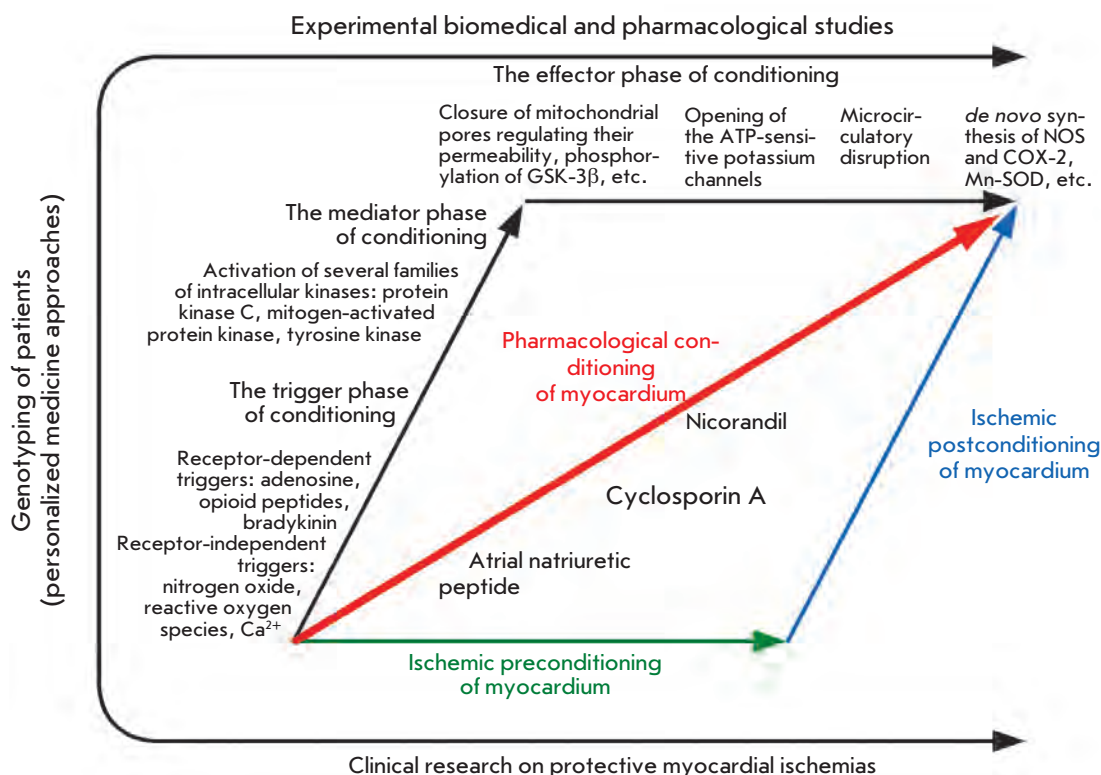 Experimental biomedical and pharmacological studies
The effector phase of conditioning
Closure of mitochondrial
pores regulating their
permeability, phosphor-
ylation of GSK-3β, etc.
Opening of
the ATP-sensi-
tive potassium
channels
Microcir-
culatory
disruption
de novo syn-
thesis of NOS
and COX-2,
Mn-SOD, etc.
The mediator phase
of conditioning
Activation of several families
of intracellular kinases: protein
kinase C, mitogen-activated
protein kinase, tyrosine kinase
The trigger phase
of conditioning
Receptor-dependent
triggers: adenosine,
opioid peptides,
bradykinin
Receptor-independent
triggers:
nitrogen oxide,
reactive oxygen
species, Ca²⁺
Genotyping of patients
(personalized medicine approaches)
Pharmacological con-
ditioning
of myocardium
Nicorandil
Cyclosporin A
Atrial natriuretic
peptide
Ischemic
postconditioning
of myocardium
Ischemic preconditioning
of myocardium
Clinical research on protective myocardial ischemias